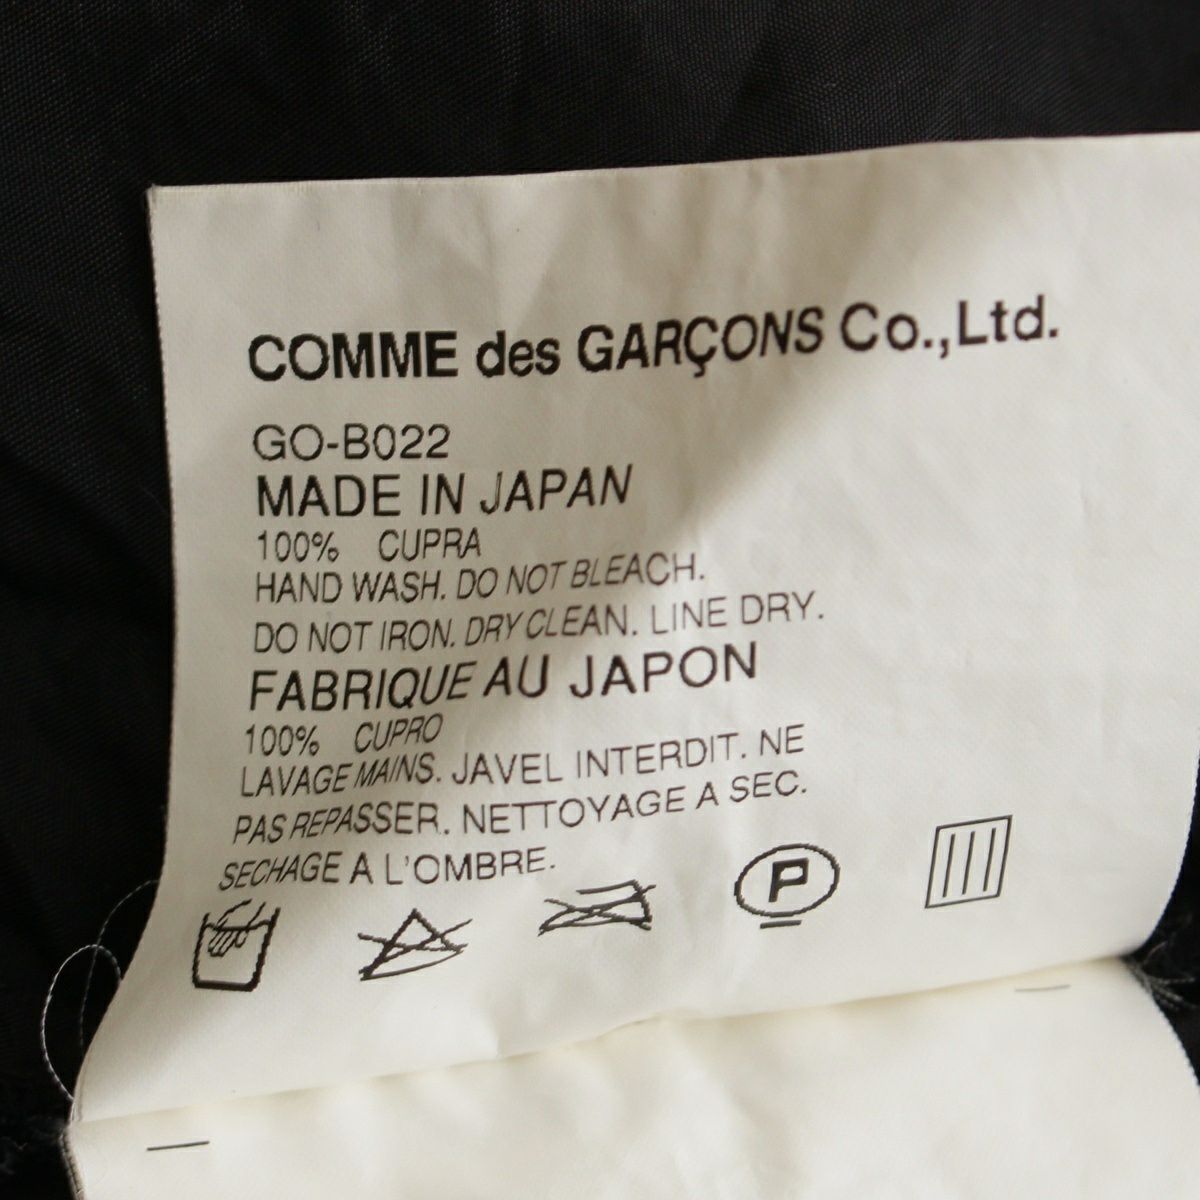 COMME des GARÇONS Co.,Ltd.
GO-B022
MADE IN JAPAN
100% CUPRA
HAND WASH. DO NOT BLEACH.
DO NOT IRON. DRY CLEAN. LINE DRY.
FABRIQUE AU JAPON
100% CUPRO
LAVAGE MAINS. JAVEL INTERDIT. NE
PAS REPASSER. NETTOYAGE A SEC.
SECHAGE A L'OMBRE.
P